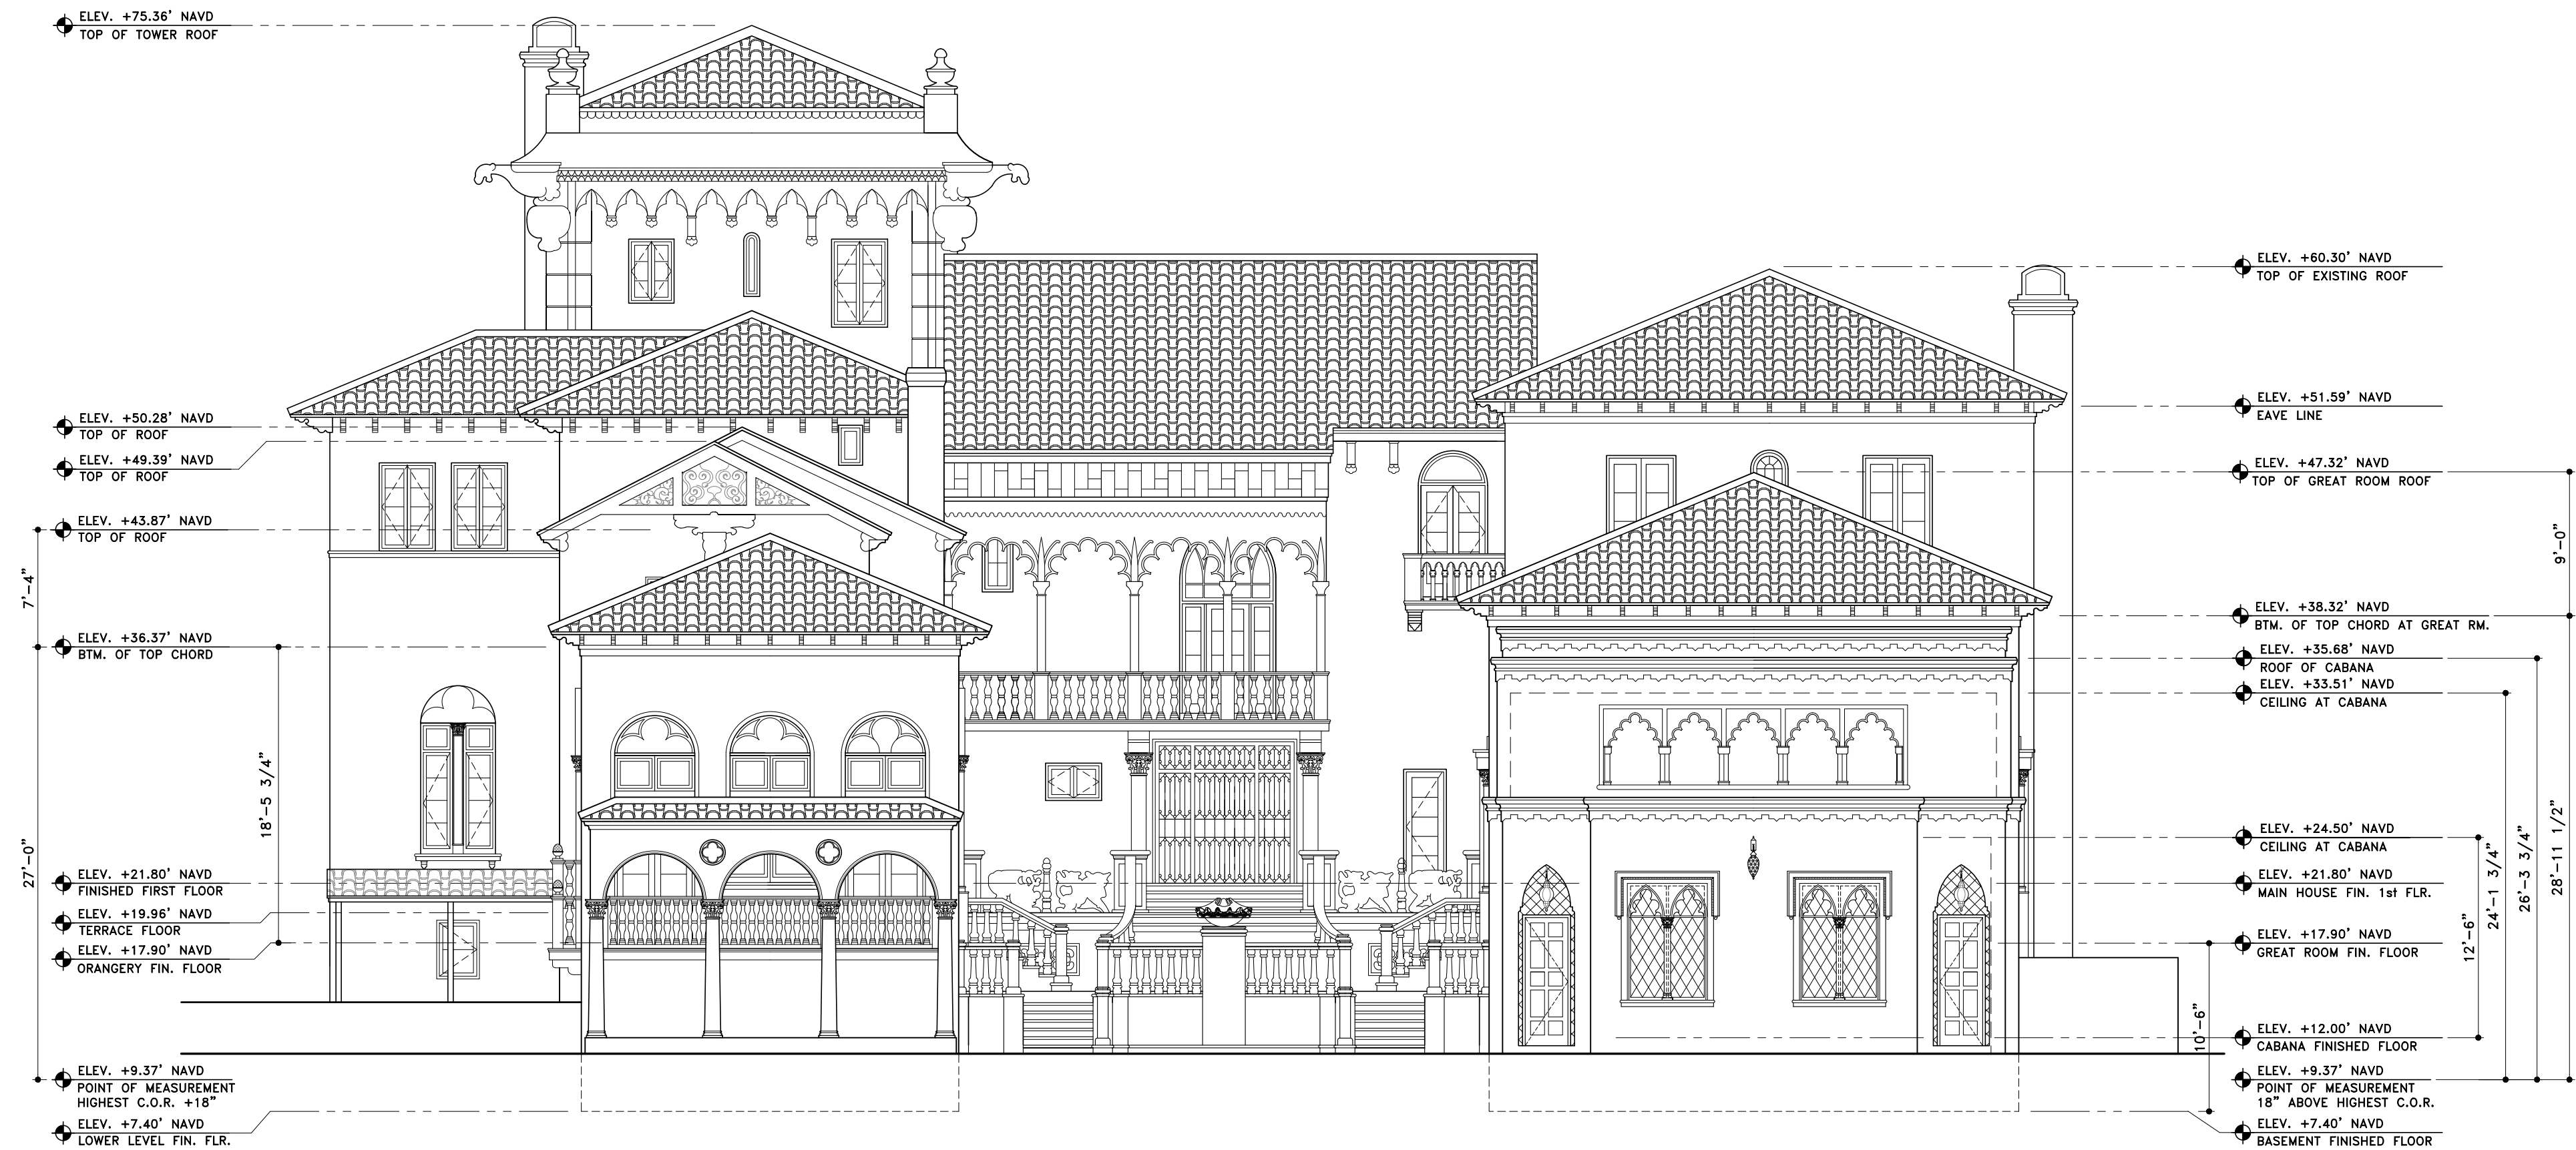 ELEV. +75.36' NAVD
TOP OF TOWER ROOF
ELEV. +50.28' NAVD
TOP OF ROOF
ELEV. +49.39' NAVD
TOP OF ROOF
ELEV. +43.87' NAVD
TOP OF ROOF
7'-4"
ELEV. +36.37' NAVD
BTM. OF TOP CHORD
18'-5 3/4"
27'-0"
ELEV. +21.80' NAVD
FINISHED FIRST FLOOR
ELEV. +19.96' NAVD
TERRACE FLOOR
ELEV. +17.90' NAVD
ORANGERY FIN. FLOOR
ELEV. +9.37' NAVD
POINT OF MEASUREMENT
HIGHEST C.O.R. +18"
ELEV. +7.40' NAVD
LOWER LEVEL FIN. FLR.
ELEV. +60.30' NAVD
TOP OF EXISTING ROOF
ELEV. +51.59' NAVD
EAVE LINE
ELEV. +47.32' NAVD
TOP OF GREAT ROOM ROOF
9'-0"
ELEV. +38.32' NAVD
BTM. OF TOP CHORD AT GREAT RM.
ELEV. +35.68' NAVD
ROOF OF CABANA
ELEV. +33.51' NAVD
CEILING AT CABANA
ELEV. +24.50' NAVD
CEILING AT CABANA
ELEV. +21.80' NAVD
MAIN HOUSE FIN. 1st FLR.
12'-6"
24'-1 3/4"
26'-3 3/4"
28'-11 1/2"
ELEV. +17.90' NAVD
GREAT ROOM FIN. FLOOR
10'-6"
ELEV. +12.00' NAVD
CABANA FINISHED FLOOR
ELEV. +9.37' NAVD
POINT OF MEASUREMENT
18" ABOVE HIGHEST C.O.R.
ELEV. +7.40' NAVD
BASEMENT FINISHED FLOOR